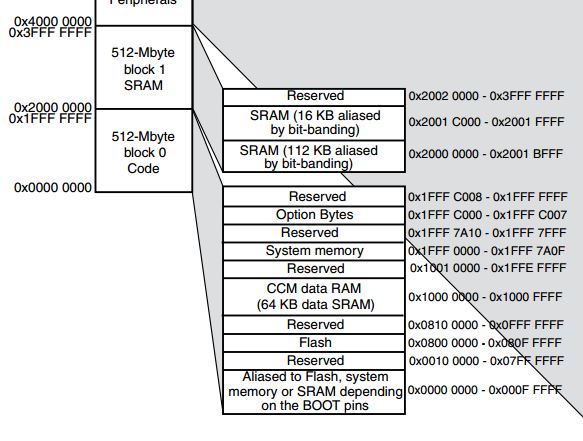 Peripherals
0x4000 0000
0x3FFF FFFF
512-Mbyte
block 1
SRAM
0x2000 0000
0x1FFF FFFF
512-Mbyte
block 0
Code
0x0000 0000
Reserved 0x2002 0000 - 0x3FFF FFFF
SRAM (16 KB aliased
by bit-banding) 0x2001 C000 - 0x2001 FFFF
SRAM (112 KB aliased
by bit-banding) 0x2000 0000 - 0x2001 BFFF
Reserved 0x1FFF C008 - 0x1FFF FFFF
Option Bytes 0x1FFF C000 - 0x1FFF C007
Reserved 0x1FFF 7A10 - 0x1FFF 7FFF
System memory 0x1FFF 0000 - 0x1FFF 7A0F
Reserved 0x1001 0000 - 0x1FFE FFFF
CCM data RAM
(64 KB data SRAM) 0x1000 0000 - 0x1000 FFFF
Reserved 0x0810 0000 - 0x0FFF FFFF
Flash 0x0800 0000 - 0x080F FFFF
Reserved 0x0010 0000 - 0x07FF FFFF
Aliased to Flash, system
memory or SRAM depending
on the BOOT pins 0x0000 0000 - 0x000F FFFF